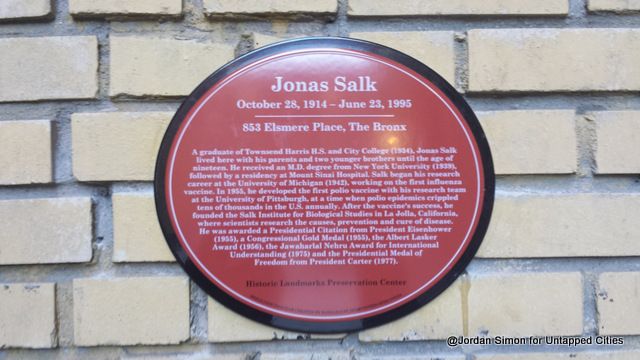 Jonas Salk
October 28, 1914 – June 23, 1995
853 Elsmere Place, The Bronx
A graduate of Townsend Harris H.S. and City College (1934), Jonas Salk
lived here with his parents and two younger brothers until the age of
nineteen. He received an M.D. degree from New York University (1939),
followed by a residency at Mount Sinai Hospital. Salk began his research
career at the University of Michigan (1942), working on the first influenza
vaccine. In 1955, he developed the first polio vaccine with his research team
at the University of Pittsburgh, at a time when polio epidemics crippled
tens of thousands in the U.S. annually. After the vaccine's success, he
founded the Salk Institute for Biological Studies in La Jolla, California,
where scientists research the causes, prevention and cure of disease.
He was awarded a Presidential Citation from President Eisenhower
(1955), a Congressional Gold Medal (1955), the Albert Lasker
Award (1956), the Jawaharlal Nehru Award for International
Understanding (1975) and the Presidential Medal of
Freedom from President Carter (1977).
Historic Landmarks Preservation Center
@Jordan Simon for Untapped Cities